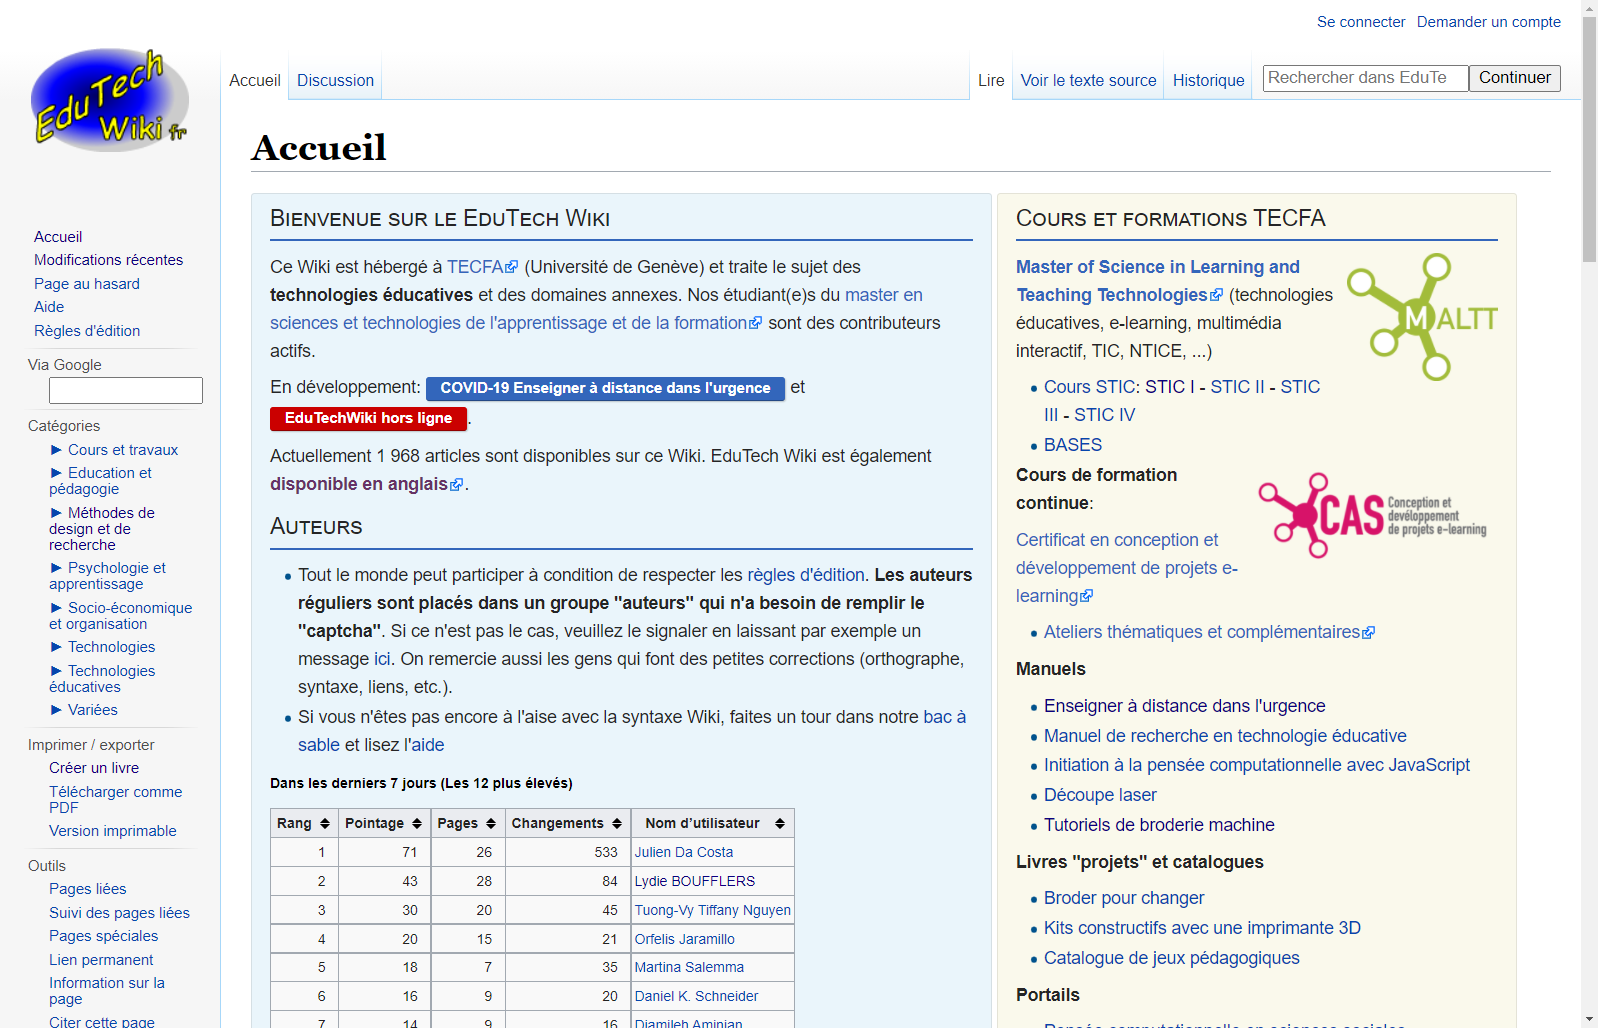 Se connecter Demander un compte
EduTech Wiki fr
Accueil Discussion Lire Voir le texte source Historique Rechercher dans EduTe Continuer
Accueil
Accueil
Modifications récentes
Page au hasard
Aide
Règles d'édition
Via Google
Catégories
► Cours et travaux
► Education et
pédagogie
► Méthodes de
design et de
recherche
► Psychologie et
apprentissage
► Socio-économique
et organisation
► Technologies
► Technologies
éducatives
► Variées
Imprimer / exporter
Créer un livre
Télécharger comme
PDF
Version imprimable
Outils
Pages liées
Suivi des pages liées
Pages spéciales
Lien permanent
Information sur la
page
Citer cette page
Bienvenue sur le EduTech Wiki
Ce Wiki est hébergé à TECFA (Université de Genève) et traite le sujet des
technologies éducatives et des domaines annexes. Nos étudiant(e)s du master en
sciences et technologies de l'apprentissage et de la formation sont des contributeurs
actifs.
En développement: COVID-19 Enseigner à distance dans l'urgence et
EduTechWiki hors ligne.
Actuellement 1 968 articles sont disponibles sur ce Wiki. EduTech Wiki est également
disponible en anglais.
Auteurs
• Tout le monde peut participer à condition de respecter les règles d'édition. Les auteurs
réguliers sont placés dans un groupe "auteurs" qui n'a besoin de remplir le
"captcha". Si ce n'est pas le cas, veuillez le signaler en laissant par exemple un
message ici. On remercie aussi les gens qui font des petites corrections (orthographe,
syntaxe, liens, etc.).
• Si vous n'êtes pas encore à l'aise avec la syntaxe Wiki, faites un tour dans notre bac à
sable et lisez l'aide
Dans les derniers 7 jours (Les 12 plus élevés)
Rang Pointage Pages Changements Nom d’utilisateur
1 71 26 533 Julien Da Costa
2 43 28 84 Lydie BOUFFLERS
3 30 20 45 Tuong-Vy Tiffany Nguyen
4 20 15 21 Orfelis Jaramillo
5 18 7 35 Martina Salemma
6 16 9 20 Daniel K. Schneider
7 14 9 16 Djamileh Aminian
Cours et formations TECFA
Master of Science in Learning and
Teaching Technologies (technologies
éducatives, e-learning, multimédia
interactif, TIC, NTICE, ...)
MALTT
• Cours STIC: STIC I - STIC II - STIC
III - STIC IV
• BASES
Cours de formation
continue:
CAS Conception et
développement
de projets e-learning
Certificat en conception et
développement de projets e-
learning
• Ateliers thématiques et complémentaires
Manuels
• Enseigner à distance dans l'urgence
• Manuel de recherche en technologie éducative
• Initiation à la pensée computationnelle avec JavaScript
• Découpe laser
• Tutoriels de broderie machine
Livres "projets" et catalogues
• Broder pour changer
• Kits constructifs avec une imprimante 3D
• Catalogue de jeux pédagogiques
Portails
Pensée computationnelle en sciences sociales